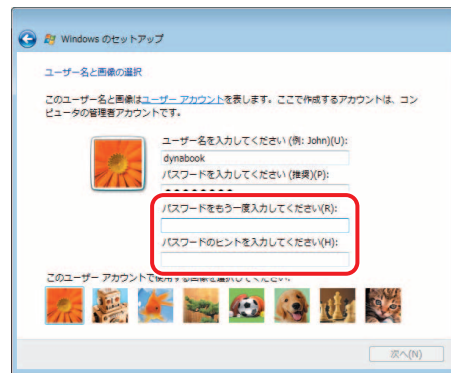 Windows のセットアップ
ユーザー名と画像の選択
このユーザー名と画像はユーザー アカウントを表します。ここで作成するアカウントは、コン
ピュータの管理者アカウントです。
ユーザー名を入力してください (例: John)(U):
dynabook
パスワードを入力してください (推奨)(P):
●●●●●●●●
パスワードをもう一度入力してください(R):
パスワードのヒントを入力してください(H):
このユーザー アカウントで使用する画像を選択してください:
次へ(N)